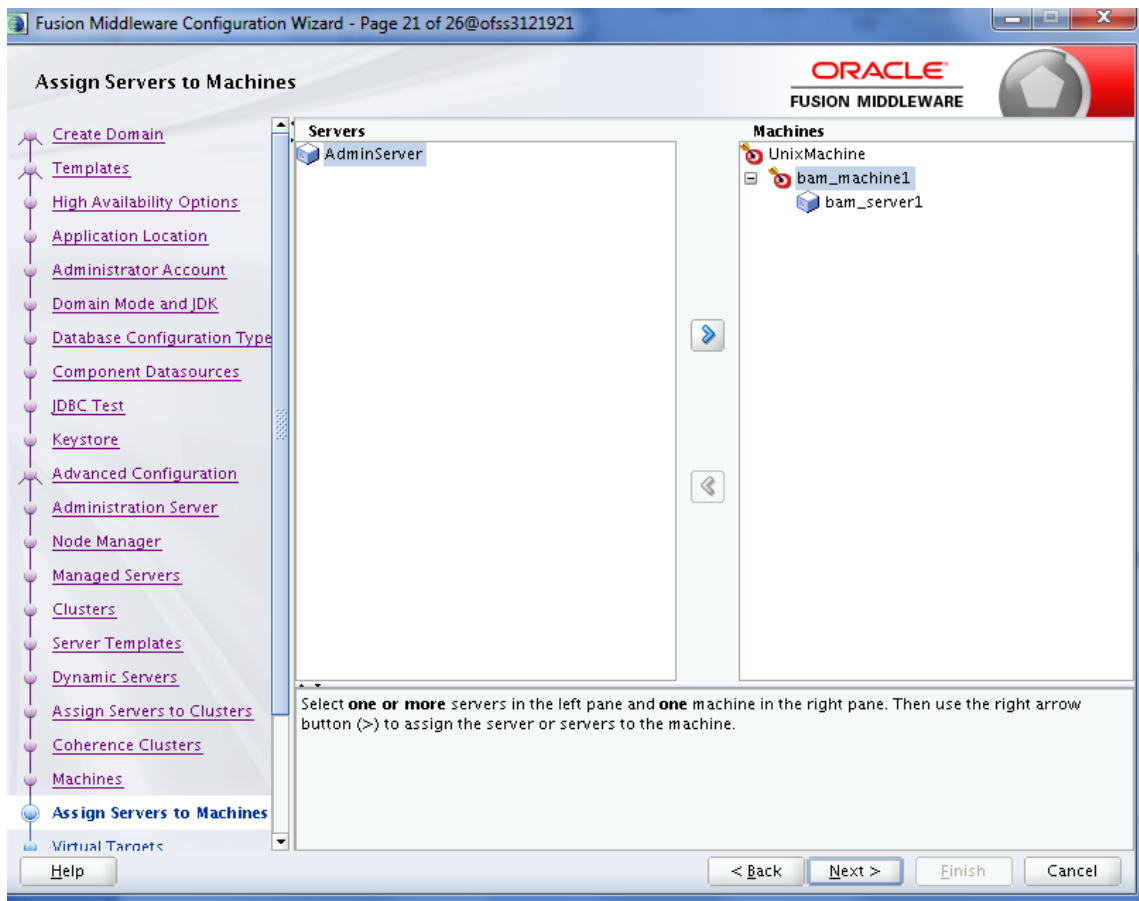 Fusion Middleware Configuration Wizard - Page 21 of 26@ofss3121921
Assign Servers to Machines
ORACLE
FUSION MIDDLEWARE
Create Domain
Templates
High Availability Options
Application Location
Administrator Account
Domain Mode and JDK
Database Configuration Type
Component Datasources
JDBC Test
Keystore
Advanced Configuration
Administration Server
Node Manager
Managed Servers
Clusters
Server Templates
Dynamic Servers
Assign Servers to Clusters
Coherence Clusters
Machines
Assign Servers to Machines
Virtual Targets
Servers
AdminServer
Machines
UnixMachine
bam_machine1
bam_server1
Select one or more servers in the left pane and one machine in the right pane. Then use the right arrow
button (>) to assign the server or servers to the machine.
Help
< Back
Next >
Finish
Cancel